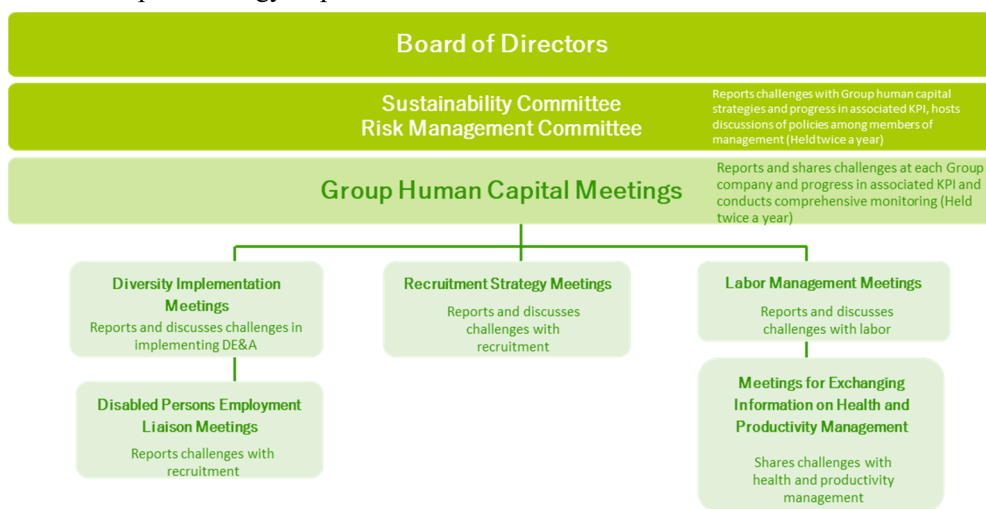 Board of Directors
Sustainability Committee
Risk Management Committee
Reports challenges with Group human capital
strategies and progress in associated KPI, hosts
discussions of policies among members of
management (Held twice a year)
Group Human Capital Meetings
Reports and shares challenges at each Group
company and progress in associated KPI and
conducts comprehensive monitoring (Held
twice a year)
Diversity Implementation
Meetings
Reports and discusses challenges in
implementing DE&A
Recruitment Strategy Meetings
Reports and discusses
challenges with
recruitment
Labor Management Meetings
Reports and discusses
challenges with labor
Disabled Persons Employment
Liaison Meetings
Reports challenges with
recruitment
Meetings for Exchanging
Information on Health and
Productivity Management
Shares challenges with
health and productivity
management